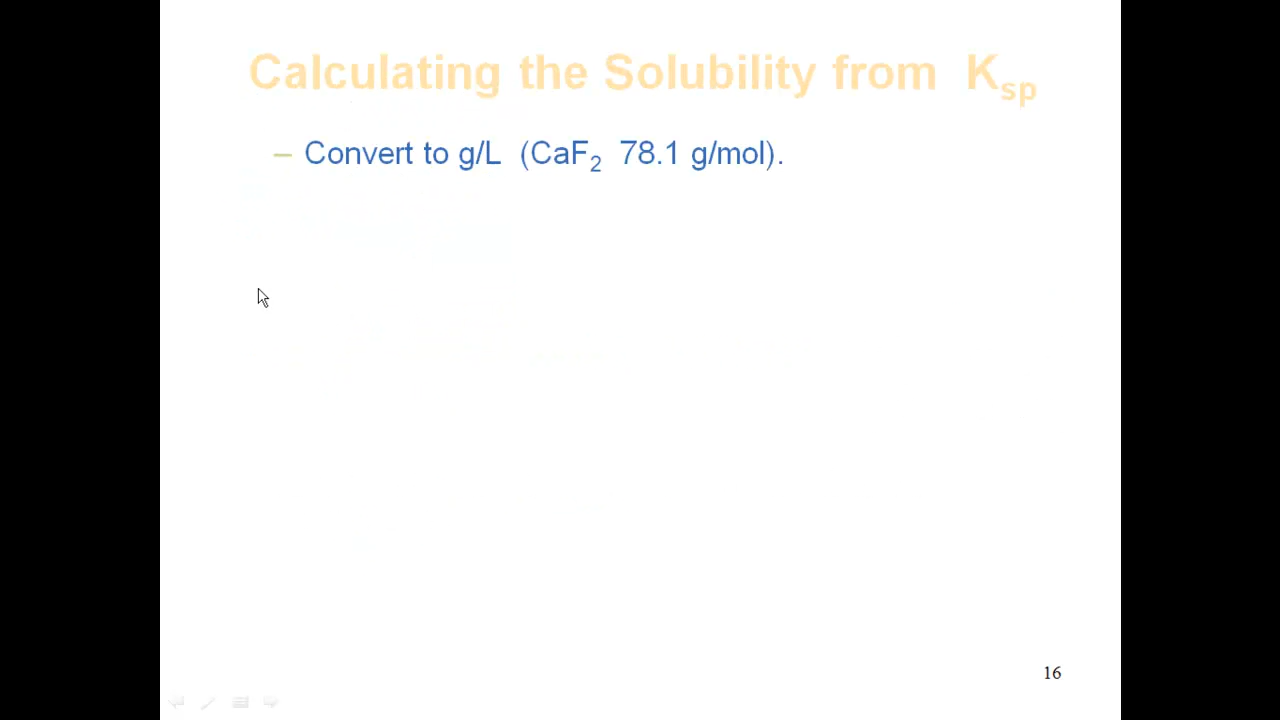 Calculating the Solubility from Ksp
– Convert to g/L (CaF2 78.1 g/mol).
16